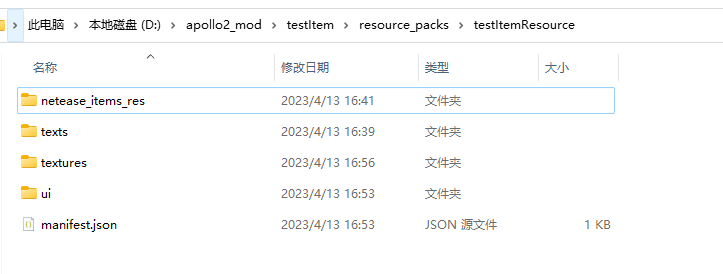 此电脑 > 本地磁盘 (D:) > apollo2_mod > testItem > resource_packs > testItemResource
名称 修改日期 类型 大小
netease_items_res 2023/4/13 16:41 文件夹
texts 2023/4/13 16:39 文件夹
textures 2023/4/13 16:56 文件夹
ui 2023/4/13 16:53 文件夹
manifest.json 2023/4/13 16:53 JSON 源文件 1 KB